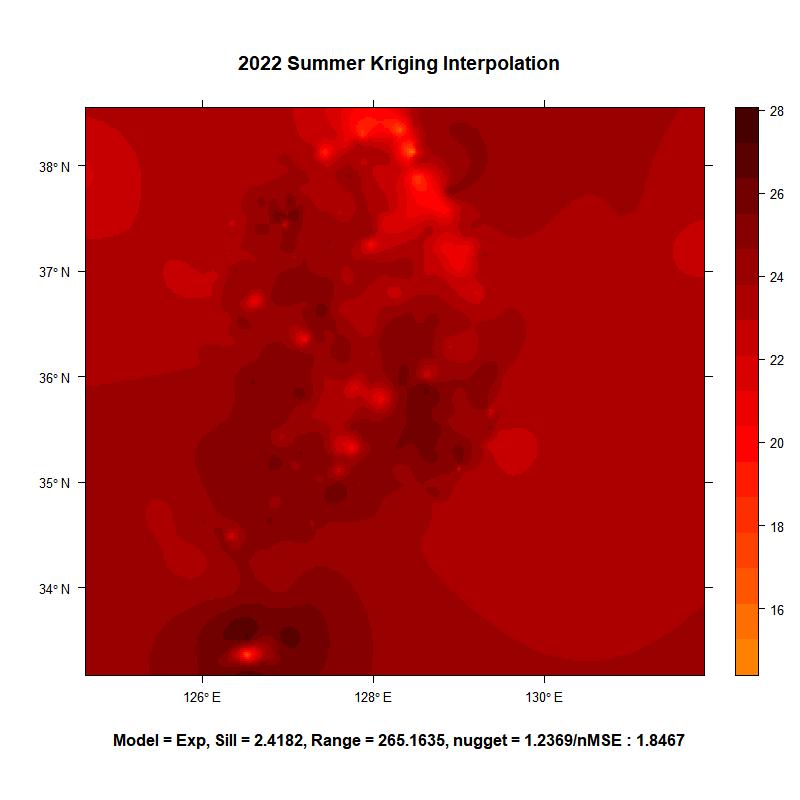 2022 Summer Kriging Interpolation
38° N
37° N
36° N
35° N
34° N
126° E
128° E
130° E
28
26
24
22
20
18
16
Model = Exp, Sill = 2.4182, Range = 265.1635, nugget = 1.2369/nMSE : 1.8467